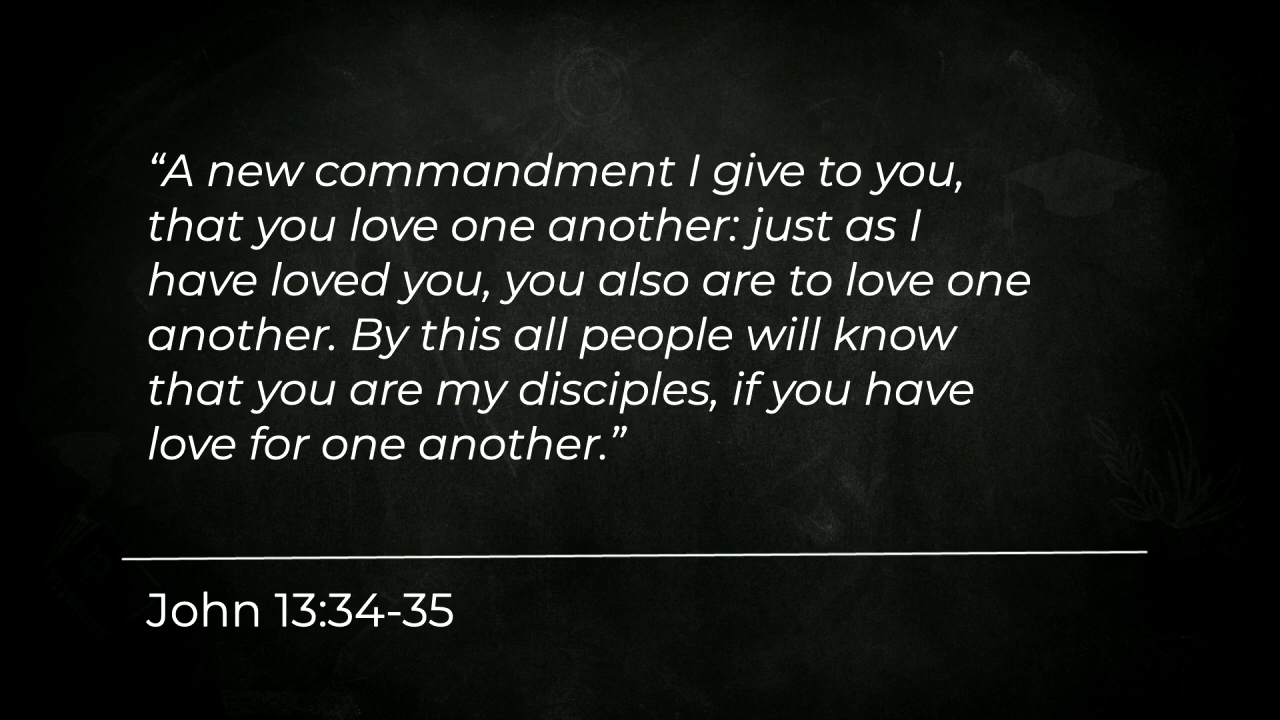 “A new commandment I give to you,
that you love one another: just as I
have loved you, you also are to love one
another. By this all people will know
that you are my disciples, if you have
love for one another.”
John 13:34-35